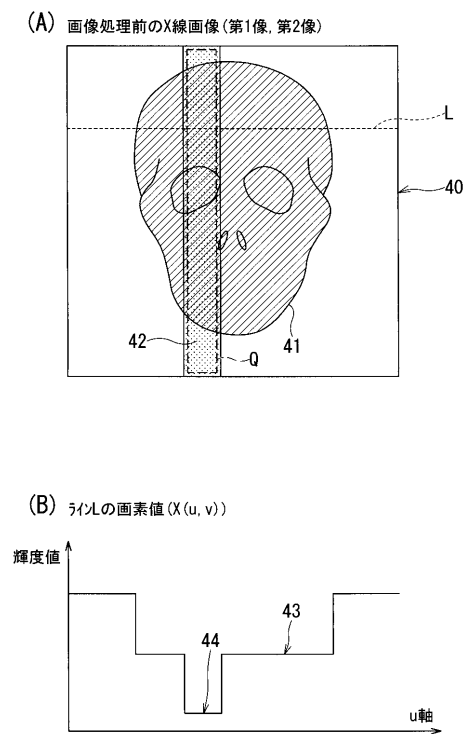 (A) 画像処理前のX線画像(第1像,第2像)
L
40
42
Q
41
(B) ﾗｲﾝLの画素値(X(u,v))
輝度値
43
44
u軸